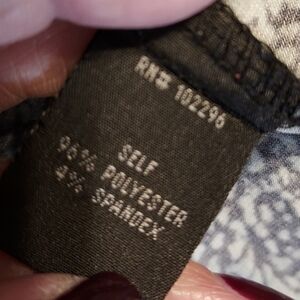 RN# 102296
SELF
96% POLYESTER
4% SPANDEX